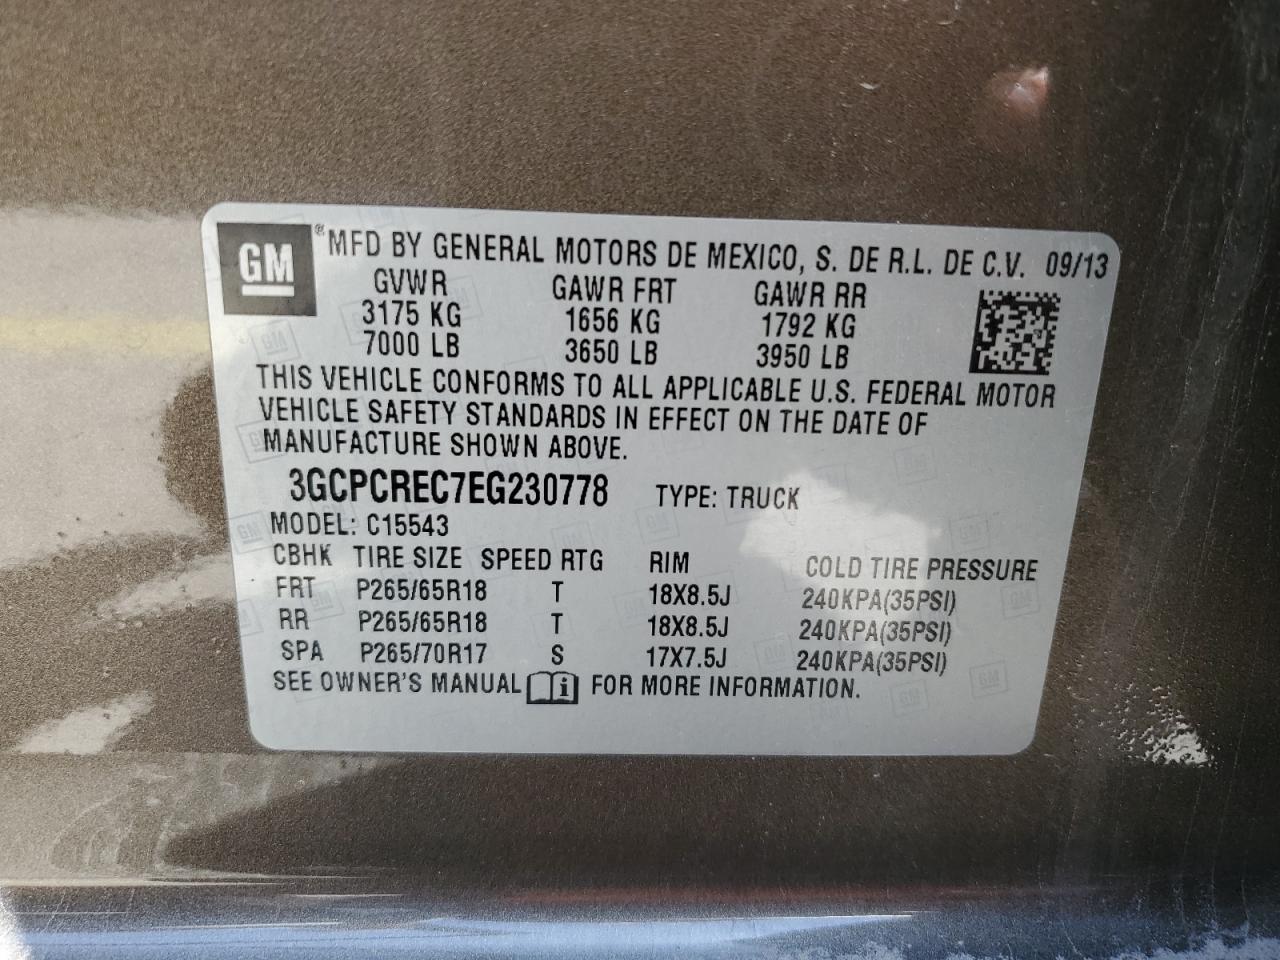 GM ® MFD BY GENERAL MOTORS DE MEXICO, S. DE R.L. DE C.V. 09/13
GVWR GAWR FRT GAWR RR
3175 KG 1656 KG 1792 KG
7000 LB 3650 LB 3950 LB
THIS VEHICLE CONFORMS TO ALL APPLICABLE U.S. FEDERAL MOTOR
VEHICLE SAFETY STANDARDS IN EFFECT ON THE DATE OF
MANUFACTURE SHOWN ABOVE.
3GCPCREC7EG230778 TYPE: TRUCK
MODEL: C15543
CBHK TIRE SIZE SPEED RTG RIM COLD TIRE PRESSURE
FRT P265/65R18 T 18X8.5J 240KPA(35PSI)
RR P265/65R18 T 18X8.5J 240KPA(35PSI)
SPA P265/70R17 S 17X7.5J 240KPA(35PSI)
SEE OWNER'S MANUAL i FOR MORE INFORMATION.